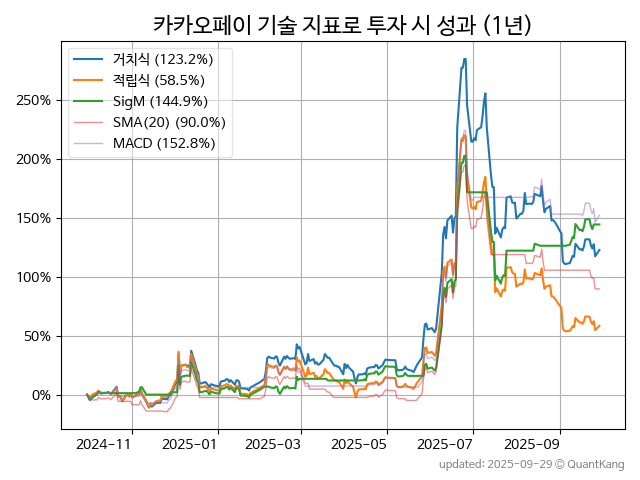 카카오페이 기술 지표로 투자 시 성과 (1년)
거치식 (123.2%)
적립식 (58.5%)
SigM (144.9%)
SMA(20) (90.0%)
MACD (152.8%)
250%
200%
150%
100%
50%
0%
2024-11 2025-01 2025-03 2025-05 2025-07 2025-09
updated: 2025-09-29 © QuantKang